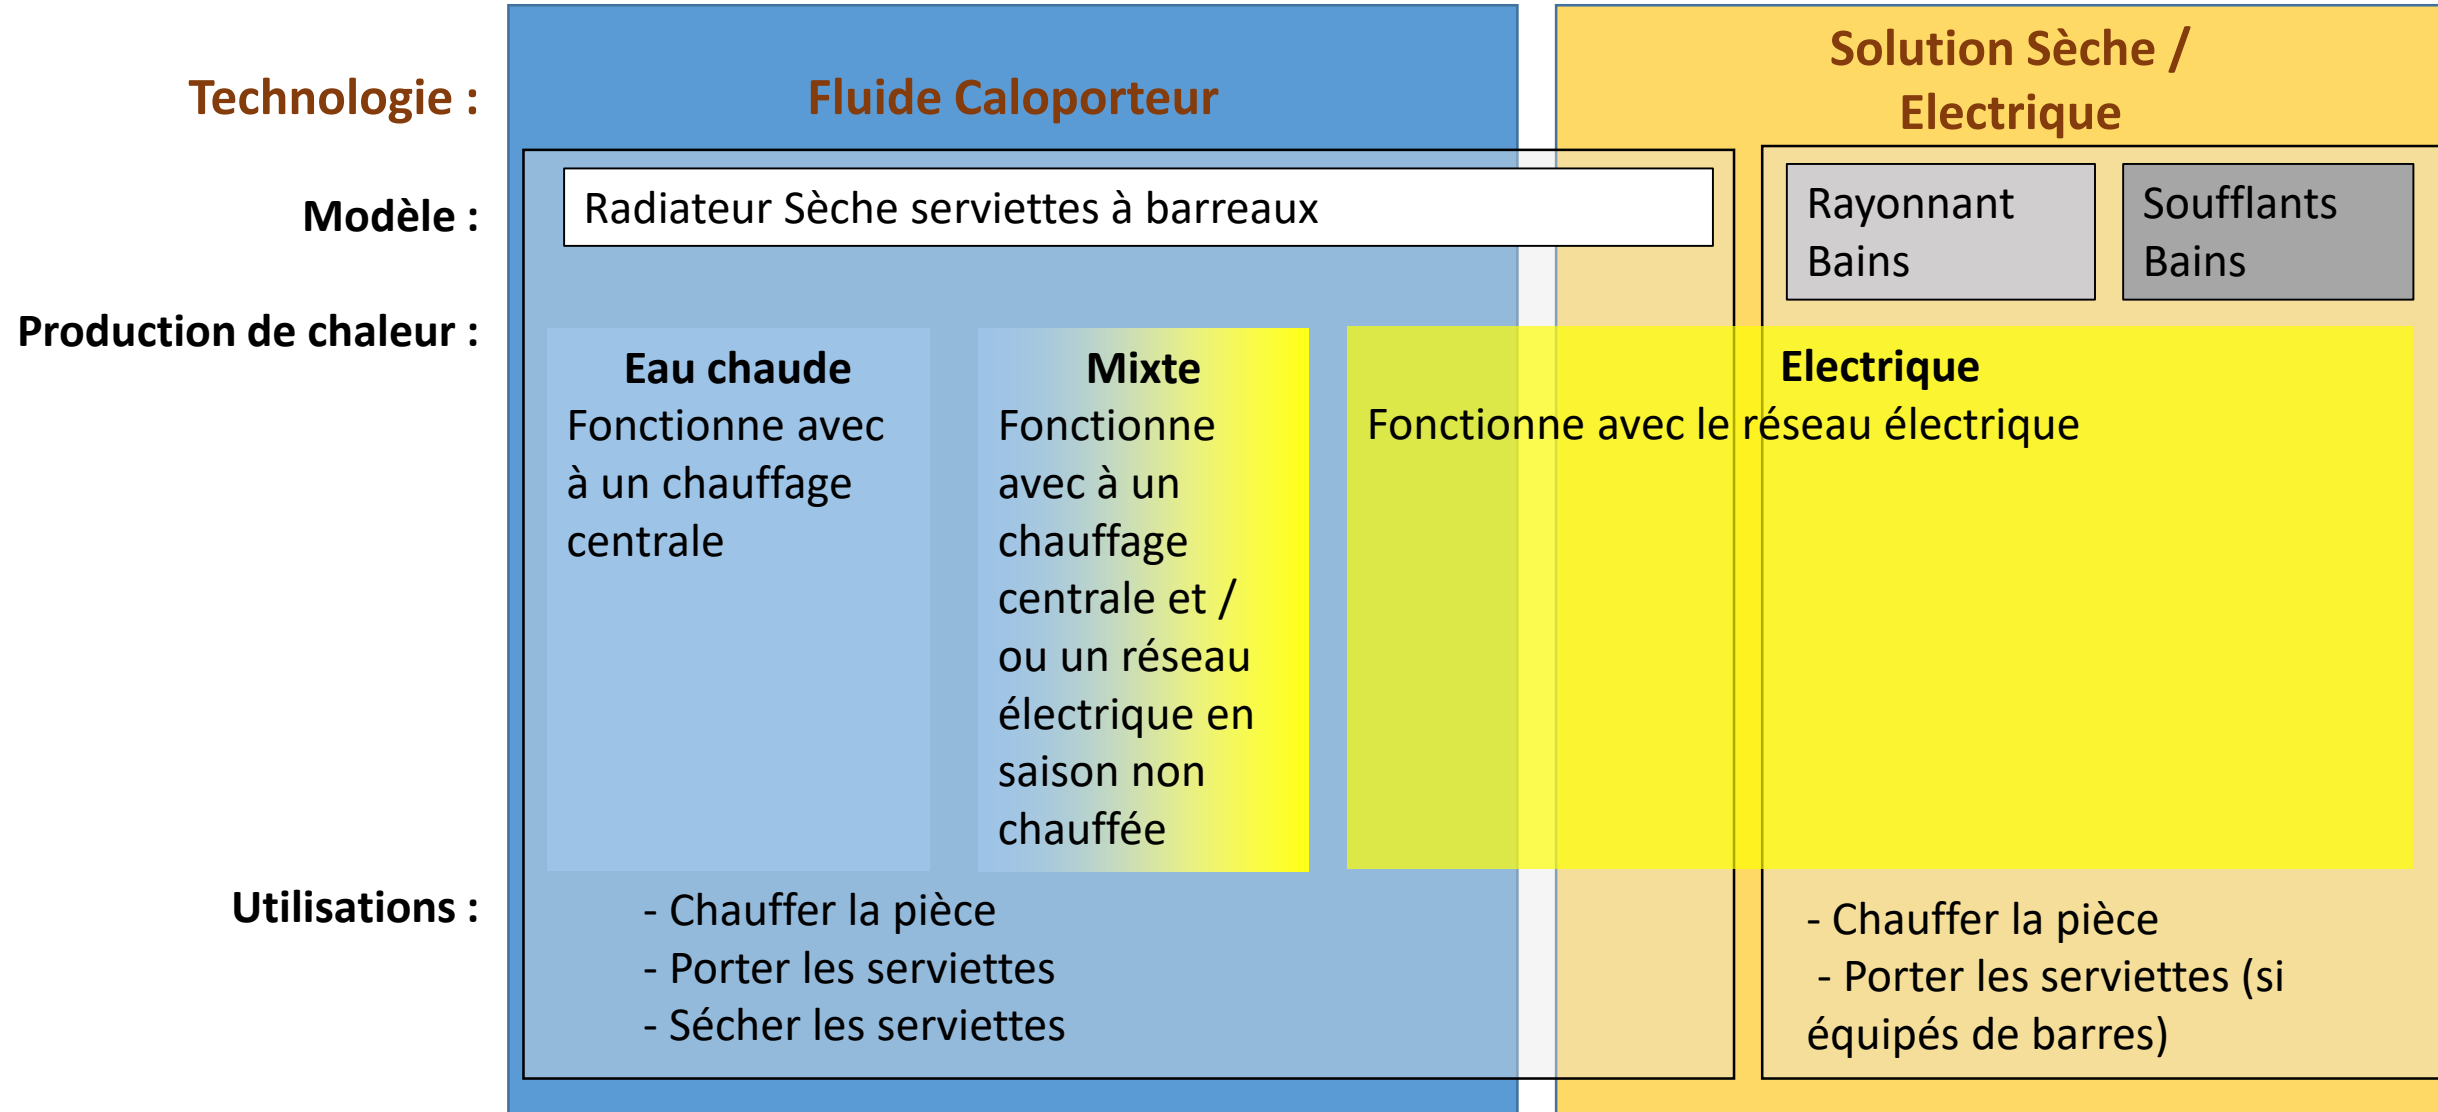 Technologie :
Fluide Caloporteur
Solution Sèche /
Electrique
Modèle :
Radiateur Sèche serviettes à barreaux
Rayonnant
Bains
Soufflants
Bains
Production de chaleur :
Eau chaude
Fonctionne avec
à un chauffage
centrale
Mixte
Fonctionne
avec à un
chauffage
centrale et /
ou un réseau
électrique en
saison non
chauffée
Electrique
Fonctionne avec le réseau électrique
Utilisations :
- Chauffer la pièce
- Porter les serviettes
- Sécher les serviettes
- Chauffer la pièce
- Porter les serviettes (si
équipés de barres)